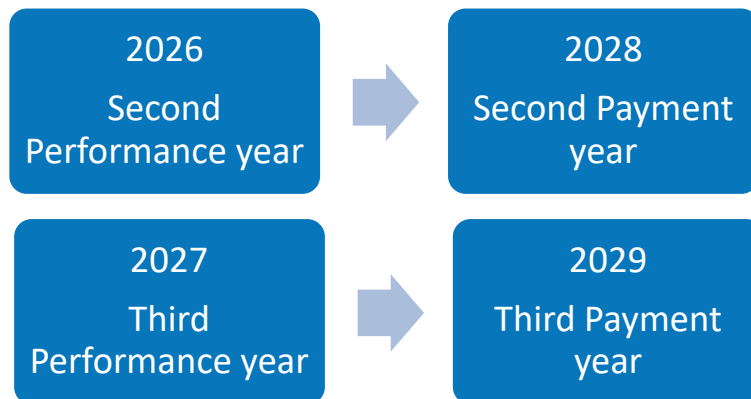 2026
Second
Performance year
2028
Second Payment
year
2027
Third
Performance year
2029
Third Payment
year